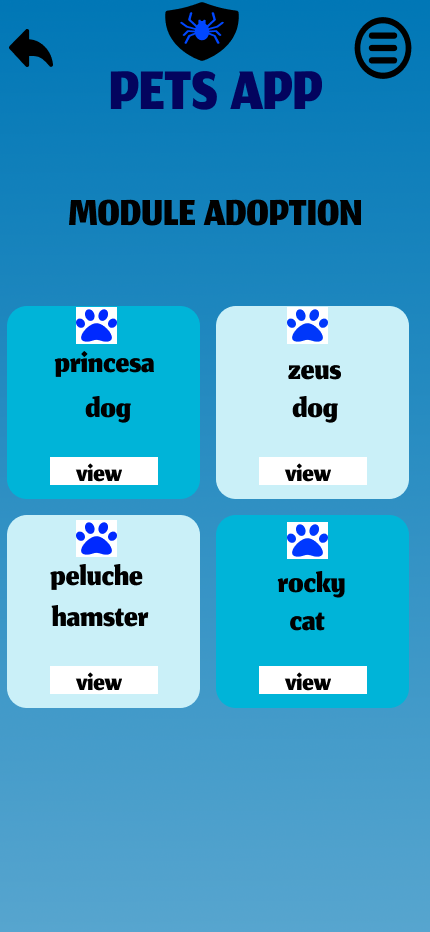 PETS APP
MODULE ADOPTION
princesa
dog
view
zeus
dog
view
peluche
hamster
view
rocky
cat
view